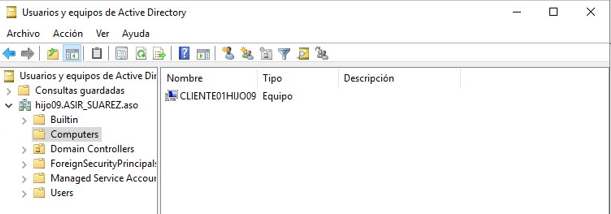 Usuarios y equipos de Active Directory
Archivo Acción Ver Ayuda
Usuarios y equipos de Active Direc
Consultas guardadas
hijo09.ASIR_SUAREZ.aso
Builtin
Computers
Domain Controllers
ForeignSecurityPrincipals
Managed Service Accour
Users
Nombre Tipo Descripción
CLIENTE01HIJO09 Equipo